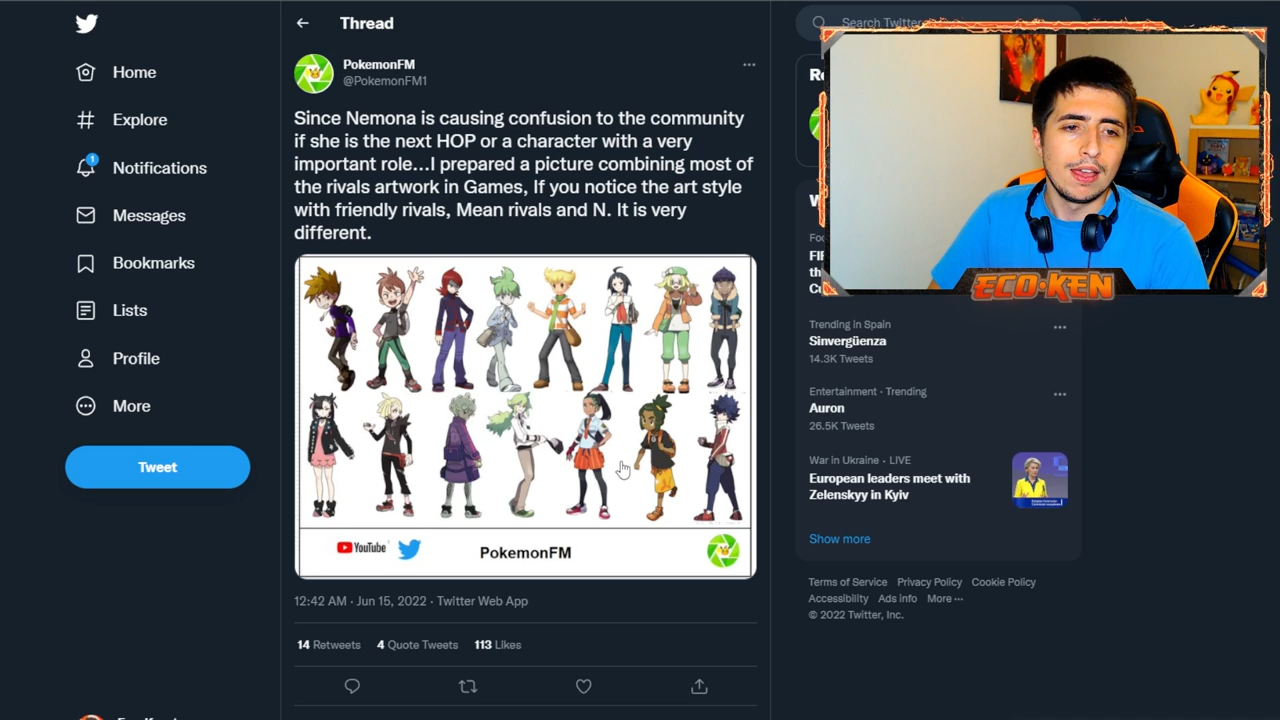 Thread
Search Twitter
Home
Explore
1
Notifications
Messages
Bookmarks
Lists
Profile
More
Tweet
PokemonFM
@PokemonFM1
Since Nemona is causing confusion to the community
if she is the next HOP or a character with a very
important role...I prepared a picture combining most of
the rivals artwork in Games, If you notice the art style
with friendly rivals, Mean rivals and N. It is very
different.
YouTube
PokemonFM
12:42 AM · Jun 15, 2022 · Twitter Web App
14 Retweets 4 Quote Tweets 113 Likes
ECO·KEN
Trending in Spain
Sinvergüenza
14.3K Tweets
Entertainment · Trending
Auron
26.5K Tweets
War in Ukraine · LIVE
European leaders meet with
Zelenskyy in Kyiv
Show more
Terms of Service Privacy Policy Cookie Policy
Accessibility Ads info More ···
© 2022 Twitter, Inc.